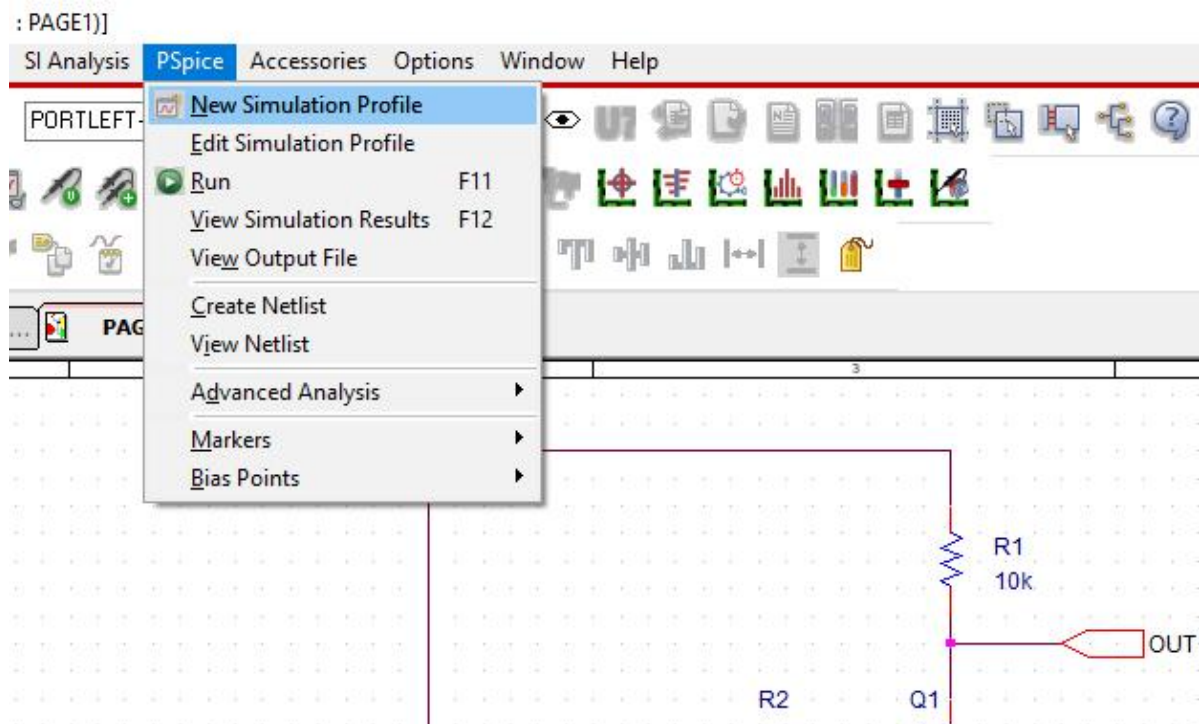 : PAGE1)]
SI Analysis PSpice Accessories Options Window Help
PORTLEFT-
New Simulation Profile
Edit Simulation Profile
Run F11
View Simulation Results F12
View Output File
Create Netlist
View Netlist
Advanced Analysis
Markers
Bias Points
... PAG
3
R1
10k
OUT
R2 Q1